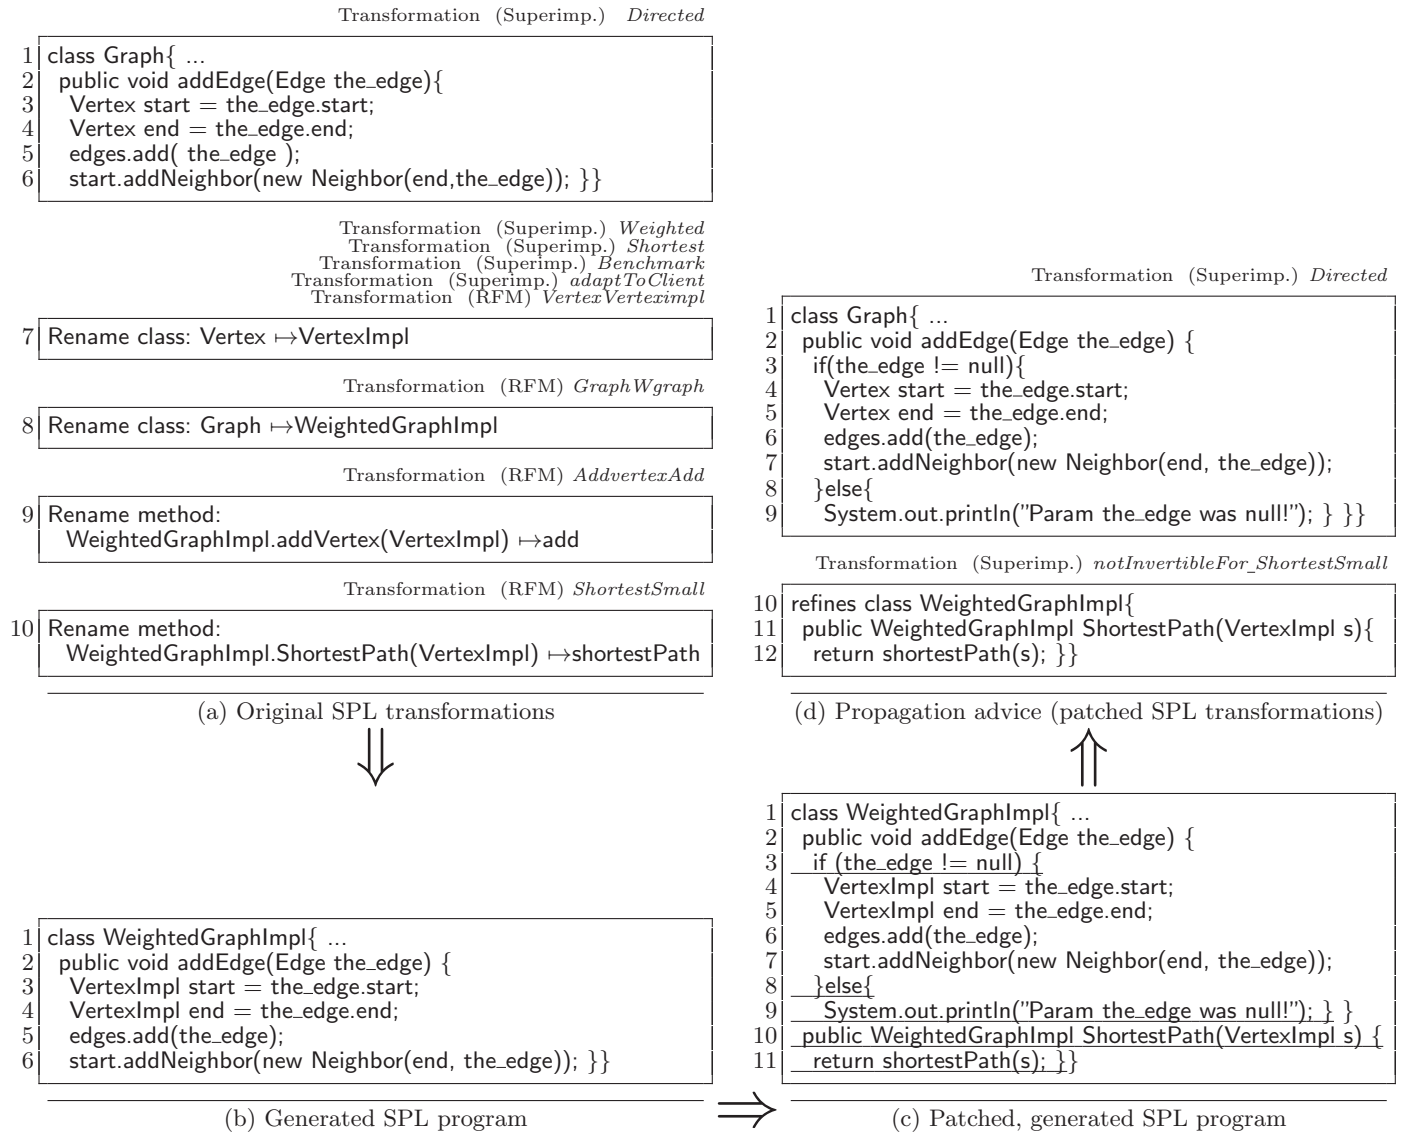 Transformation (Superimp.) Directed
1 class Graph{ ...
2 public void addEdge(Edge the_edge){
3 Vertex start = the_edge.start;
4 Vertex end = the_edge.end;
5 edges.add( the_edge );
6 start.addNeighbor(new Neighbor(end,the_edge)); }}
Transformation (Superimp.) Weighted
Transformation (Superimp.) Shortest
Transformation (Superimp.) Benchmark
Transformation (Superimp.) adaptToClient
Transformation (RFM) VertexVerteximpl
7 Rename class: Vertex ↦VertexImpl
Transformation (RFM) GraphWgraph
8 Rename class: Graph ↦WeightedGraphImpl
Transformation (RFM) AddvertexAdd
9 Rename method:
WeightedGraphImpl.addVertex(VertexImpl) ↦add
Transformation (RFM) ShortestSmall
10 Rename method:
WeightedGraphImpl.ShortestPath(VertexImpl) ↦shortestPath
(a) Original SPL transformations
1 class WeightedGraphImpl{ ...
2 public void addEdge(Edge the_edge) {
3 VertexImpl start = the_edge.start;
4 VertexImpl end = the_edge.end;
5 edges.add(the_edge);
6 start.addNeighbor(new Neighbor(end, the_edge)); }}
(b) Generated SPL program
Transformation (Superimp.) Directed
1 class Graph{ ...
2 public void addEdge(Edge the_edge) {
3 if(the_edge != null){
4 Vertex start = the_edge.start;
5 Vertex end = the_edge.end;
6 edges.add(the_edge);
7 start.addNeighbor(new Neighbor(end, the_edge));
8 }else{
9 System.out.println("Param the_edge was null!"); } }}
Transformation (Superimp.) notInvertibleFor_ShortestSmall
10 refines class WeightedGraphImpl{
11 public WeightedGraphImpl ShortestPath(VertexImpl s){
12 return shortestPath(s); }}
(d) Propagation advice (patched SPL transformations)
1 class WeightedGraphImpl{ ...
2 public void addEdge(Edge the_edge) {
3 if (the_edge != null) {
4 VertexImpl start = the_edge.start;
5 VertexImpl end = the_edge.end;
6 edges.add(the_edge);
7 start.addNeighbor(new Neighbor(end, the_edge));
8 }else{
9 System.out.println("Param the_edge was null!"); } }
10 public WeightedGraphImpl ShortestPath(VertexImpl s) {
11 return shortestPath(s); }}
(c) Patched, generated SPL program